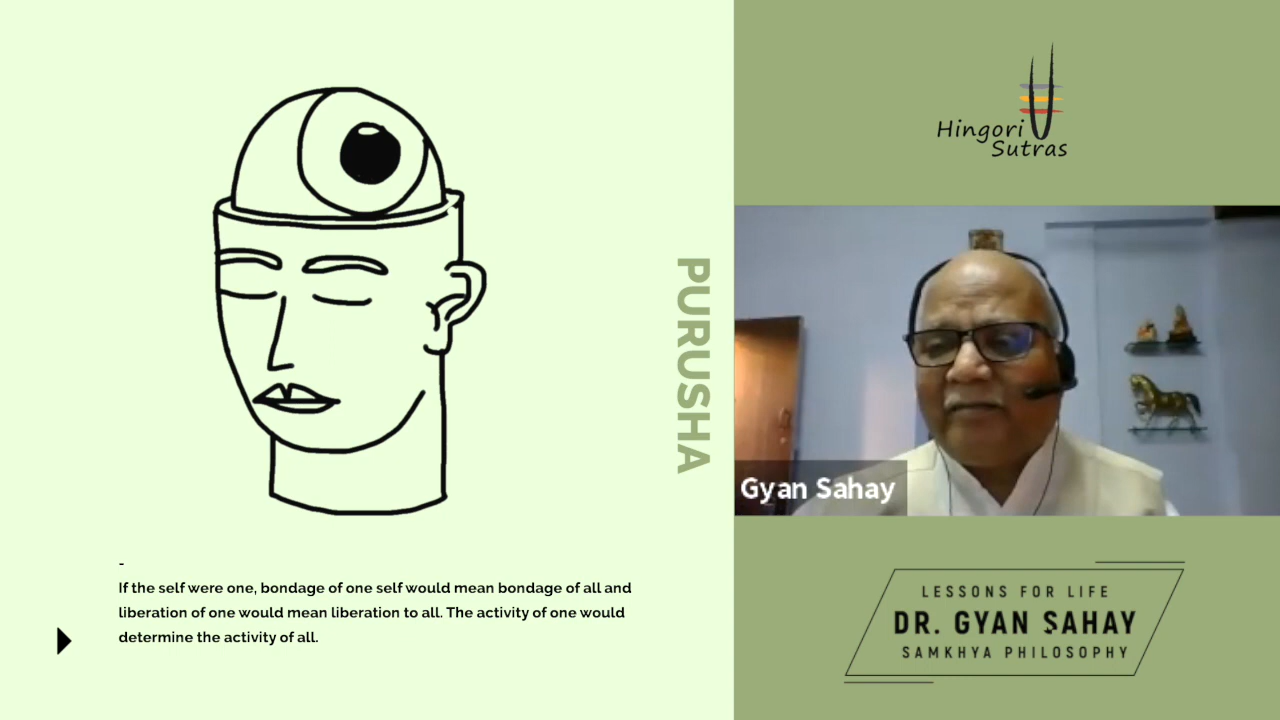 -
If the self were one, bondage of one self would mean bondage of all and
liberation of one would mean liberation to all. The activity of one would
determine the activity of all.
PURUSHA
Hingori
Sutras
Gyan Sahay
LESSONS FOR LIFE
DR. GYAN SAHAY
SAMKHYA PHILOSOPHY